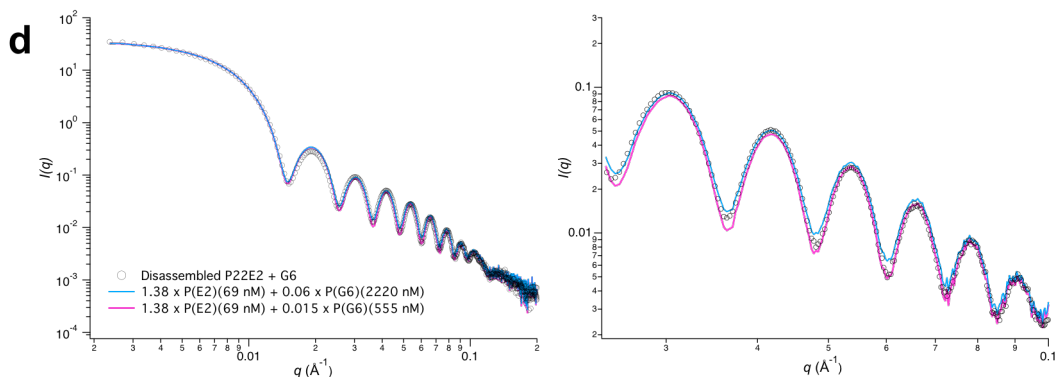 d
I(q)
10²
10¹
10⁰
10⁻¹
10⁻²
10⁻³
10⁻⁴
Disassembled P22E2 + G6
1.38 x P(E2)(69 nM) + 0.06 x P(G6)(2220 nM)
1.38 x P(E2)(69 nM) + 0.015 x P(G6)(555 nM)
2 3 4 5 6 7 8 9 0.01 2 3 4 5 6 7 8 9 0.1 2
q (Å⁻¹)
I(q)
3
2
0.1
9
8
7
6
5
4
3
2
0.01
9
8
7
6
5
4
3
2
3 4 5 6 7 8 9 0.1
q (Å⁻¹)